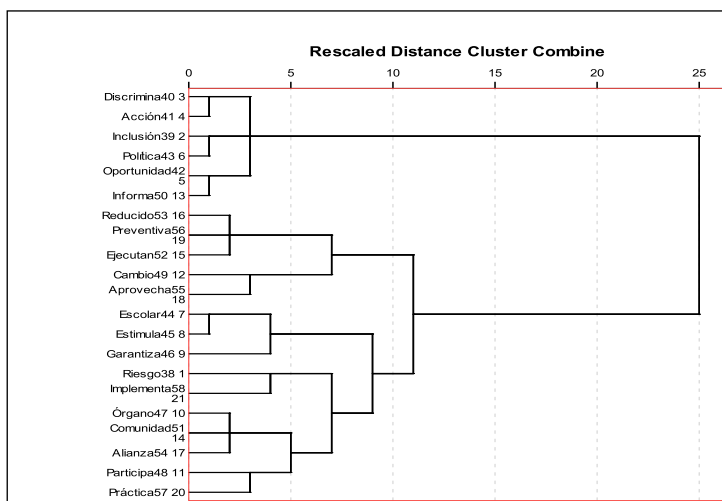 Rescaled Distance Cluster Combine
0 5 10 15 20 25
Discrimina40 3
Acción41 4
Inclusión39 2
Política43 6
Oportunidad42
5
Informa50 13
Reducido53 16
Preventiva56
19
Ejecutan52 15
Cambio49 12
Aprovecha55
18
Escolar44 7
Estimula45 8
Garantiza46 9
Riesgo38 1
Implementa58
21
Órgano47 10
Comunidad51
14
Alianza54 17
Participa48 11
Práctica57 20